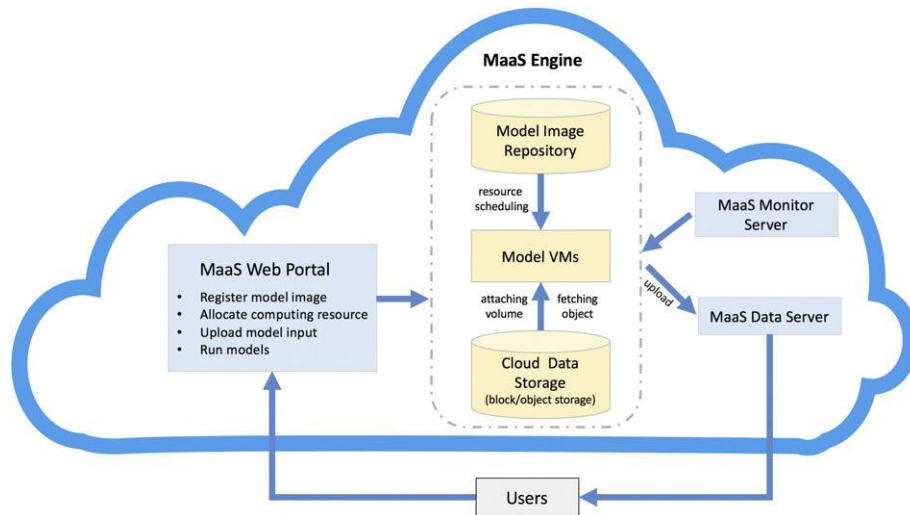 MaaS Engine
Model Image
Repository
resource
scheduling
MaaS Monitor
Server
Model VMs
MaaS Web Portal
• Register model image
• Allocate computing resource
• Upload model input
• Run models
attaching
volume
fetching
object
upload
MaaS Data Server
Cloud Data
Storage
(block/object storage)
Users